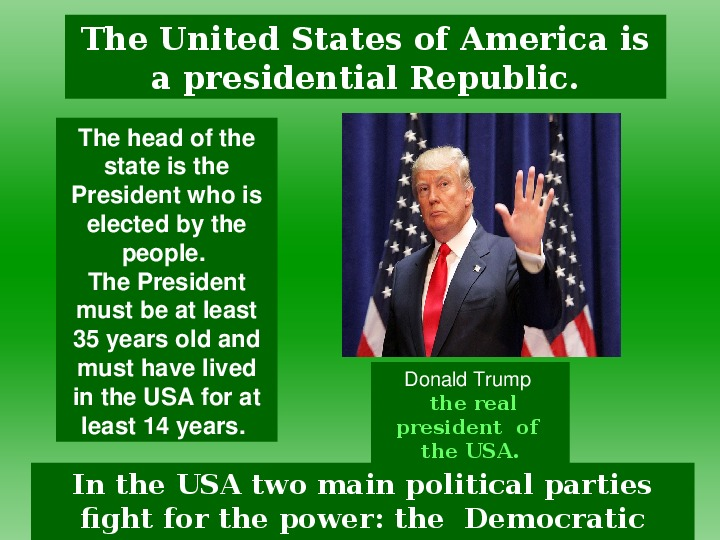 The United States of America is
a presidential Republic.
The head of the
state is the
President who is
elected by the
people.
The President
must be at least
35 years old and
must have lived
in the USA for at
least 14 years.
Donald Trump
the real
president of
the USA.
In the USA two main political parties
fight for the power: the Democratic